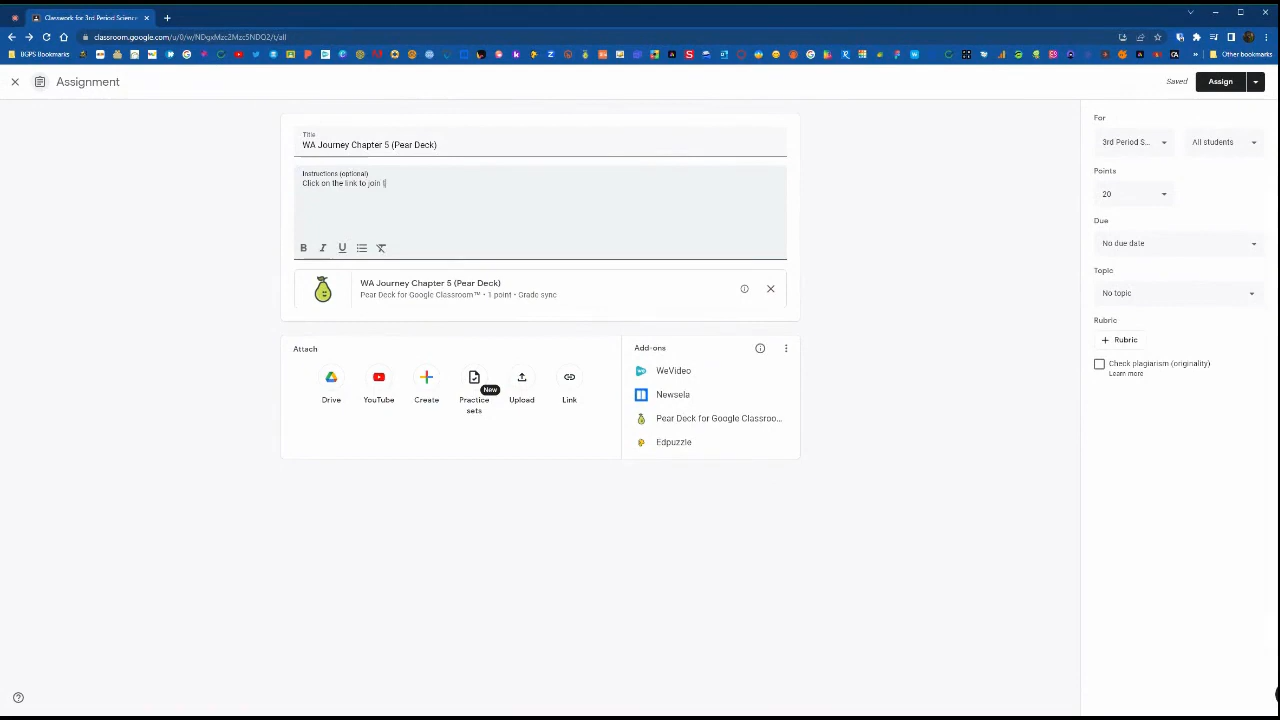 Classwork for 3rd Period Science
classroom.google.com/u/0/w/NDgxMzc2Mzc5NDQ2/t/all
BGPS Bookmarks
Other bookmarks
Assignment
Saved
Assign
Title
WA Journey Chapter 5 (Pear Deck)
Instructions (optional)
Click on the link to join t
B I U
WA Journey Chapter 5 (Pear Deck)
Pear Deck for Google Classroom™ • 1 point • Grade sync
Attach
Drive
YouTube
Create
Practice sets
New
Upload
Link
Add-ons
WeVideo
Newsela
Pear Deck for Google Classroo...
Edpuzzle
For
3rd Period S...
All students
Points
20
Due
No due date
Topic
No topic
Rubric
+ Rubric
Check plagiarism (originality)
Learn more